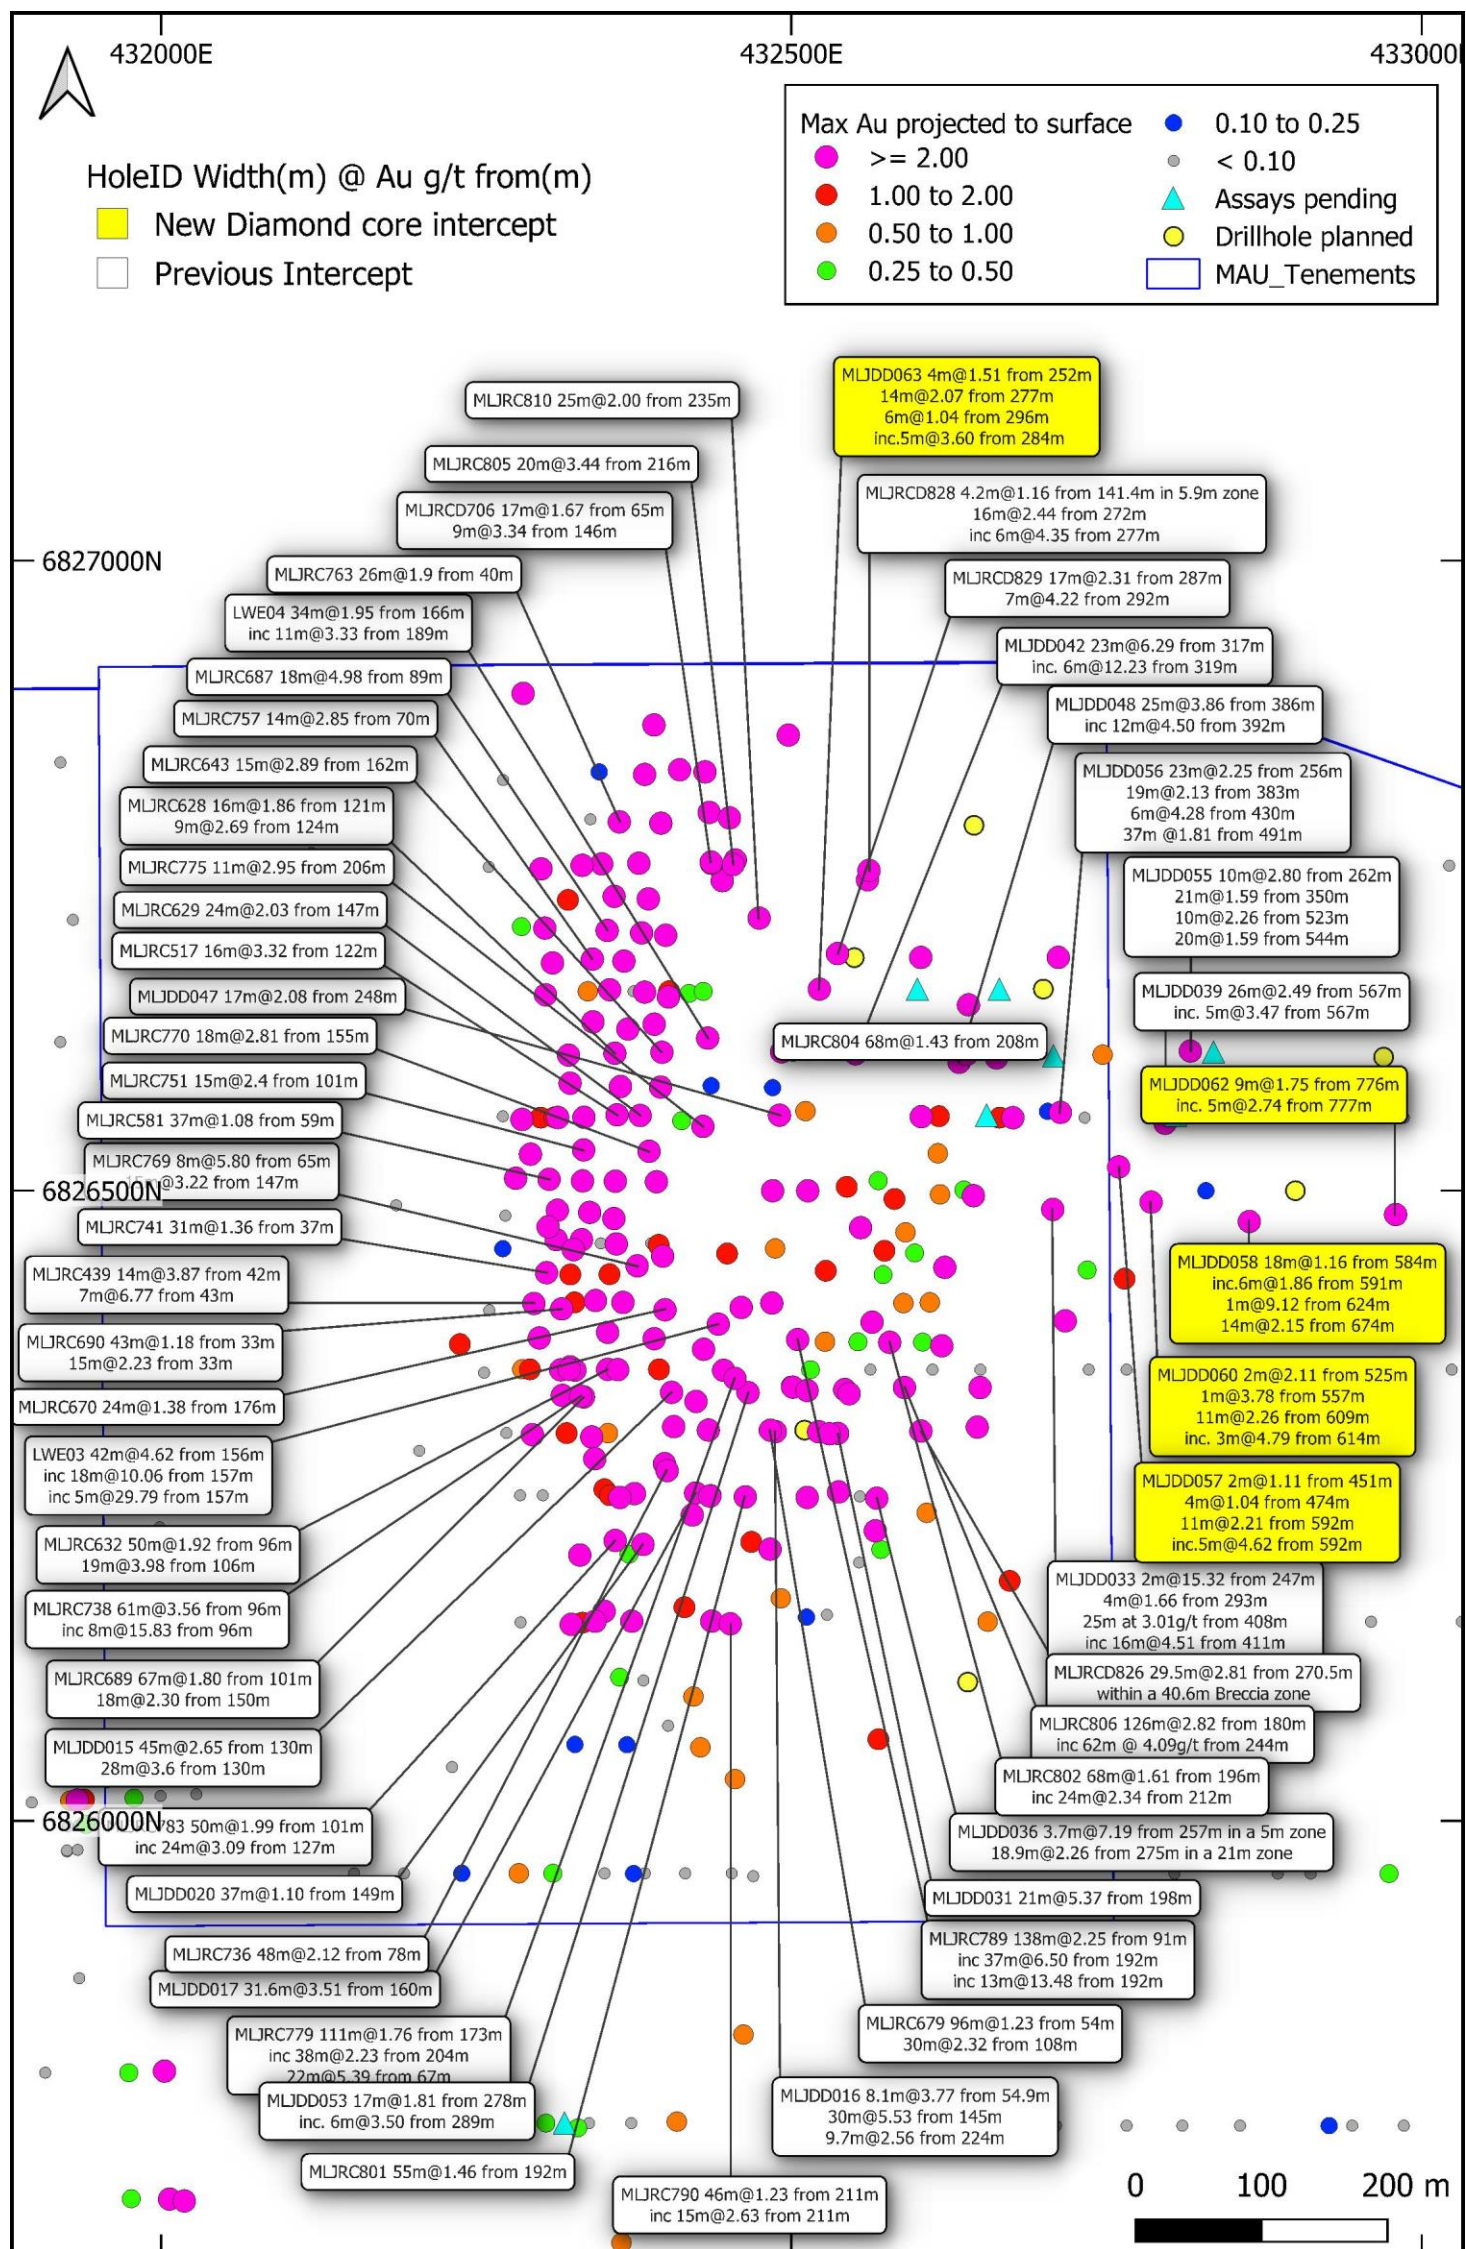 432000E
432500E
433000
HoleID Width(m) @ Au g/t from(m)
New Diamond core intercept
Previous Intercept
Max Au projected to surface
>= 2.00
1.00 to 2.00
0.50 to 1.00
0.25 to 0.50
0.10 to 0.25
< 0.10
Assays pending
Drillhole planned
MAU_Tenements
6827000N
6826500N
6826000N
MLJRC810 25m@2.00 from 235m
MLJRC805 20m@3.44 from 216m
MLJRCD706 17m@1.67 from 65m
9m@3.34 from 146m
MLJRC763 26m@1.9 from 40m
LWE04 34m@1.95 from 166m
inc 11m@3.33 from 189m
MLJRC687 18m@4.98 from 89m
MLJRC757 14m@2.85 from 70m
MLJRC643 15m@2.89 from 162m
MLJRC628 16m@1.86 from 121m
9m@2.69 from 124m
MLJRC775 11m@2.95 from 206m
MLJRC629 24m@2.03 from 147m
MLJRC517 16m@3.32 from 122m
MLJDD047 17m@2.08 from 248m
MLJRC770 18m@2.81 from 155m
MLJRC751 15m@2.4 from 101m
MLJRC581 37m@1.08 from 59m
MLJRC769 8m@5.80 from 65m
@3.22 from 147m
MLJRC741 31m@1.36 from 37m
MLJRC439 14m@3.87 from 42m
7m@6.77 from 43m
MLJRC690 43m@1.18 from 33m
15m@2.23 from 33m
MLJRC670 24m@1.38 from 176m
LWE03 42m@4.62 from 156m
inc 18m@10.06 from 157m
inc 5m@29.79 from 157m
MLJRC632 50m@1.92 from 96m
19m@3.98 from 106m
MLJRC738 61m@3.56 from 96m
inc 8m@15.83 from 96m
MLJRC689 67m@1.80 from 101m
18m@2.30 from 150m
MLJDD015 45m@2.65 from 130m
28m@3.6 from 130m
783 50m@1.99 from 101m
inc 24m@3.09 from 127m
MLJDD020 37m@1.10 from 149m
MLJRC736 48m@2.12 from 78m
MLJDD017 31.6m@3.51 from 160m
MLJRC779 111m@1.76 from 173m
inc 38m@2.23 from 204m
22m@5.39 from 67m
MLJDD053 17m@1.81 from 278m
inc. 6m@3.50 from 289m
MLJRC801 55m@1.46 from 192m
MLJRC790 46m@1.23 from 211m
inc 15m@2.63 from 211m
MLJDD063 4m@1.51 from 252m
14m@2.07 from 277m
6m@1.04 from 296m
inc.5m@3.60 from 284m
MLJRCD828 4.2m@1.16 from 141.4m in 5.9m zone
16m@2.44 from 272m
inc 6m@4.35 from 277m
MLJRCD829 17m@2.31 from 287m
7m@4.22 from 292m
MLJDD042 23m@6.29 from 317m
inc. 6m@12.23 from 319m
MLJDD048 25m@3.86 from 386m
inc 12m@4.50 from 392m
MLJDD056 23m@2.25 from 256m
19m@2.13 from 383m
6m@4.28 from 430m
37m @1.81 from 491m
MLJDD055 10m@2.80 from 262m
21m@1.59 from 350m
10m@2.26 from 523m
20m@1.59 from 544m
MLJDD039 26m@2.49 from 567m
inc. 5m@3.47 from 567m
MLJRC804 68m@1.43 from 208m
MLJDD062 9m@1.75 from 776m
inc. 5m@2.74 from 777m
MLJDD058 18m@1.16 from 584m
inc.6m@1.86 from 591m
1m@9.12 from 624m
14m@2.15 from 674m
MLJDD060 2m@2.11 from 525m
1m@3.78 from 557m
11m@2.26 from 609m
inc. 3m@4.79 from 614m
MLJDD057 2m@1.11 from 451m
4m@1.04 from 474m
11m@2.21 from 592m
inc.5m@4.62 from 592m
MLJDD033 2m@15.32 from 247m
4m@1.66 from 293m
25m at 3.01g/t from 408m
inc 16m@4.51 from 411m
MLJRCD826 29.5m@2.81 from 270.5m
within a 40.6m Breccia zone
MLJRC806 126m@2.82 from 180m
inc 62m @ 4.09g/t from 244m
MLJRC802 68m@1.61 from 196m
inc 24m@2.34 from 212m
MLJDD036 3.7m@7.19 from 257m in a 5m zone
18.9m@2.26 from 275m in a 21m zone
MLJDD031 21m@5.37 from 198m
MLJRC789 138m@2.25 from 91m
inc 37m@6.50 from 192m
inc 13m@13.48 from 192m
MLJRC679 96m@1.23 from 54m
30m@2.32 from 108m
MLJDD016 8.1m@3.77 from 54.9m
30m@5.53 from 145m
9.7m@2.56 from 224m
0 100 200 m